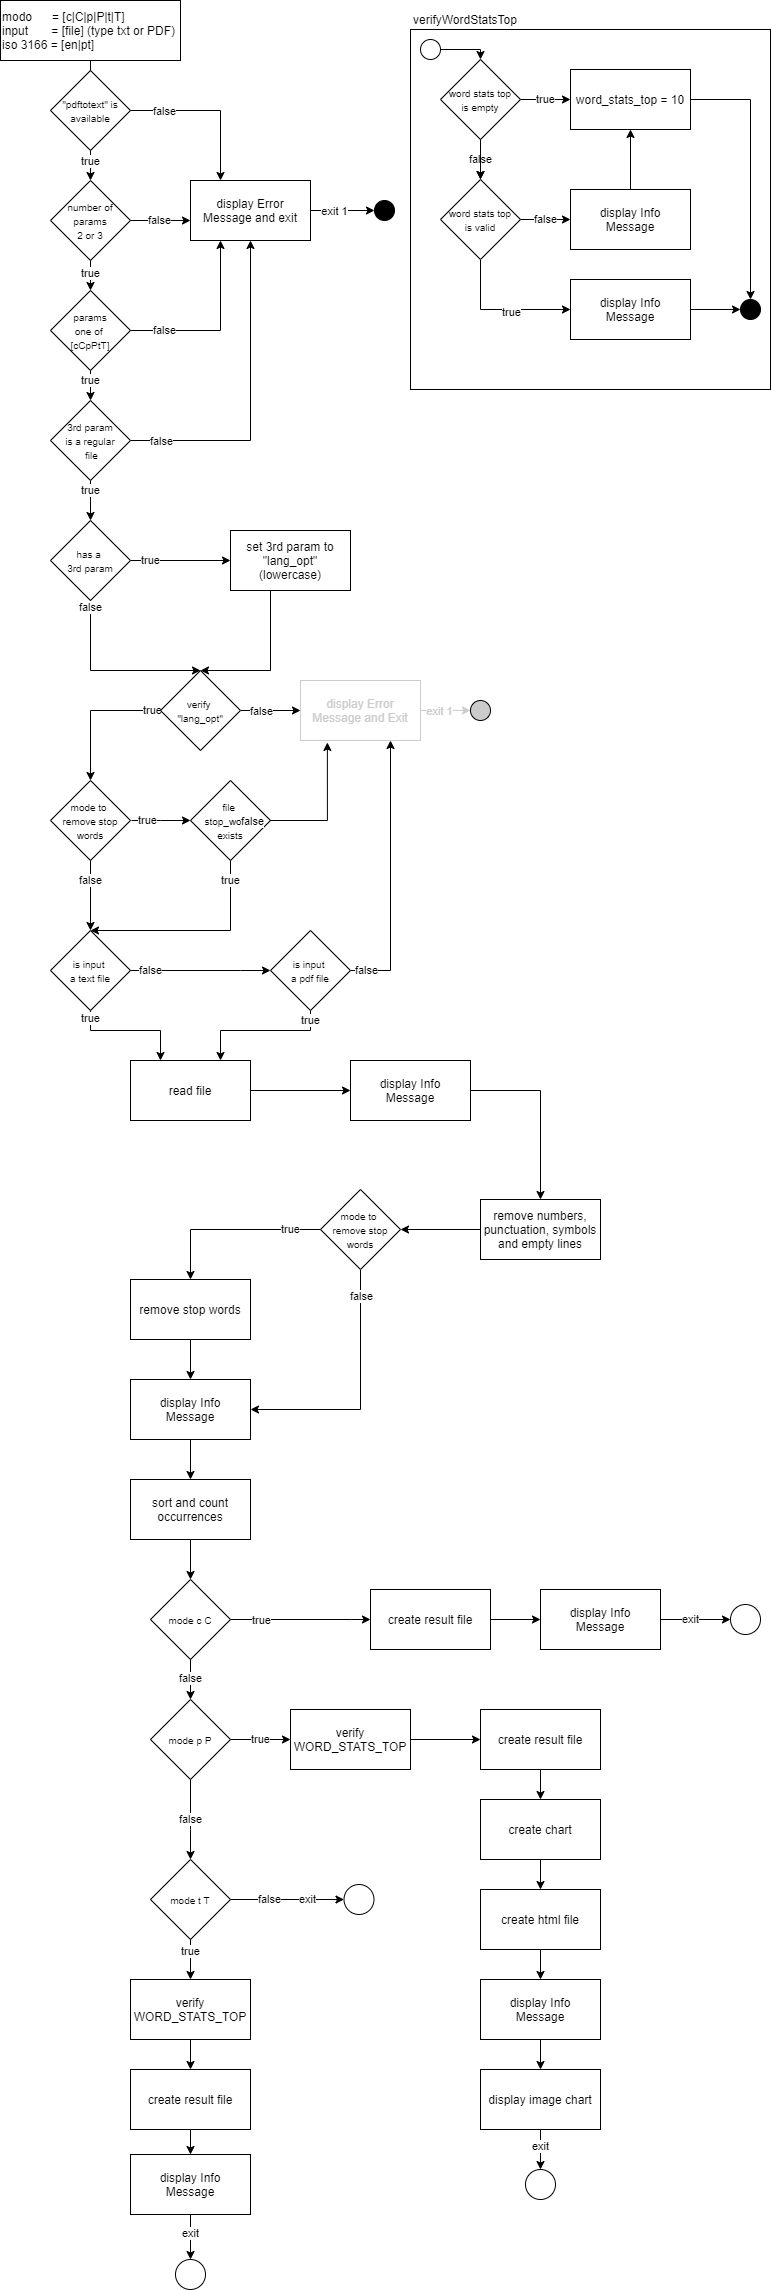 modo = [c|C|p|P|t|T]
input = [file] (type txt or PDF)
iso 3166 = [en|pt]
verifyWordStatsTop
word stats top
is empty
true
word_stats_top = 10
false
word stats top
is valid
false
display Info
Message
true
display Info
Message
"pdftotext" is
available
false
true
number of
params
2 or 3
false
display Error
Message and exit
exit 1
true
params
one of
[cCpPtT]
false
true
3rd param
is a regular
file
false
true
has a
3rd param
true
set 3rd param to
"lang_opt"
(lowercase)
false
verify
"lang_opt"
true
false
display Error
Message and Exit
exit 1
mode to
remove stop
words
true
file
stop_wo
exists
false
false
true
is input
a text file
false
is input
a pdf file
false
true
true
read file
display Info
Message
remove numbers,
punctuation, symbols
and empty lines
mode to
remove stop
words
true
false
remove stop words
display Info
Message
sort and count
occurrences
mode c C
true
create result file
display Info
Message
exit
false
mode p P
true
verify
WORD_STATS_TOP
create result file
create chart
create html file
display Info
Message
display image chart
exit
false
mode t T
false
exit
true
verify
WORD_STATS_TOP
create result file
display Info
Message
exit